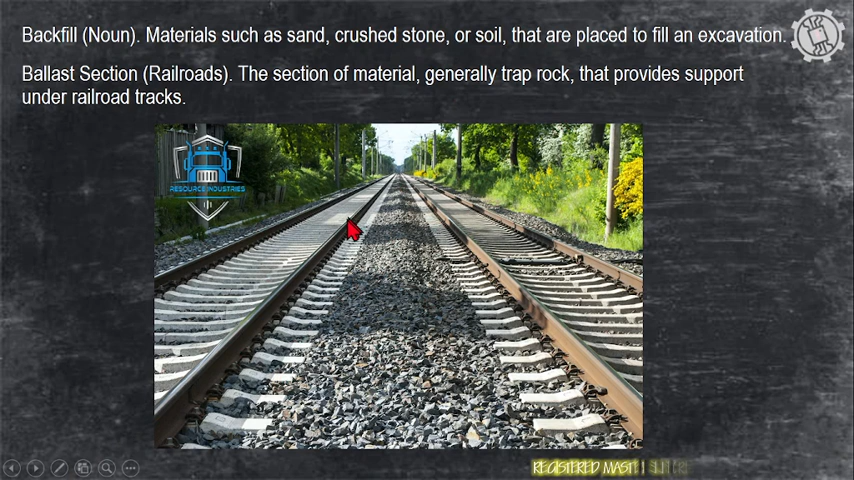 Backfill (Noun). Materials such as sand, crushed stone, or soil, that are placed to fill an excavation.
Ballast Section (Railroads). The section of material, generally trap rock, that provides support
under railroad tracks.
RESOURCE INDUSTRIES
REGISTERED